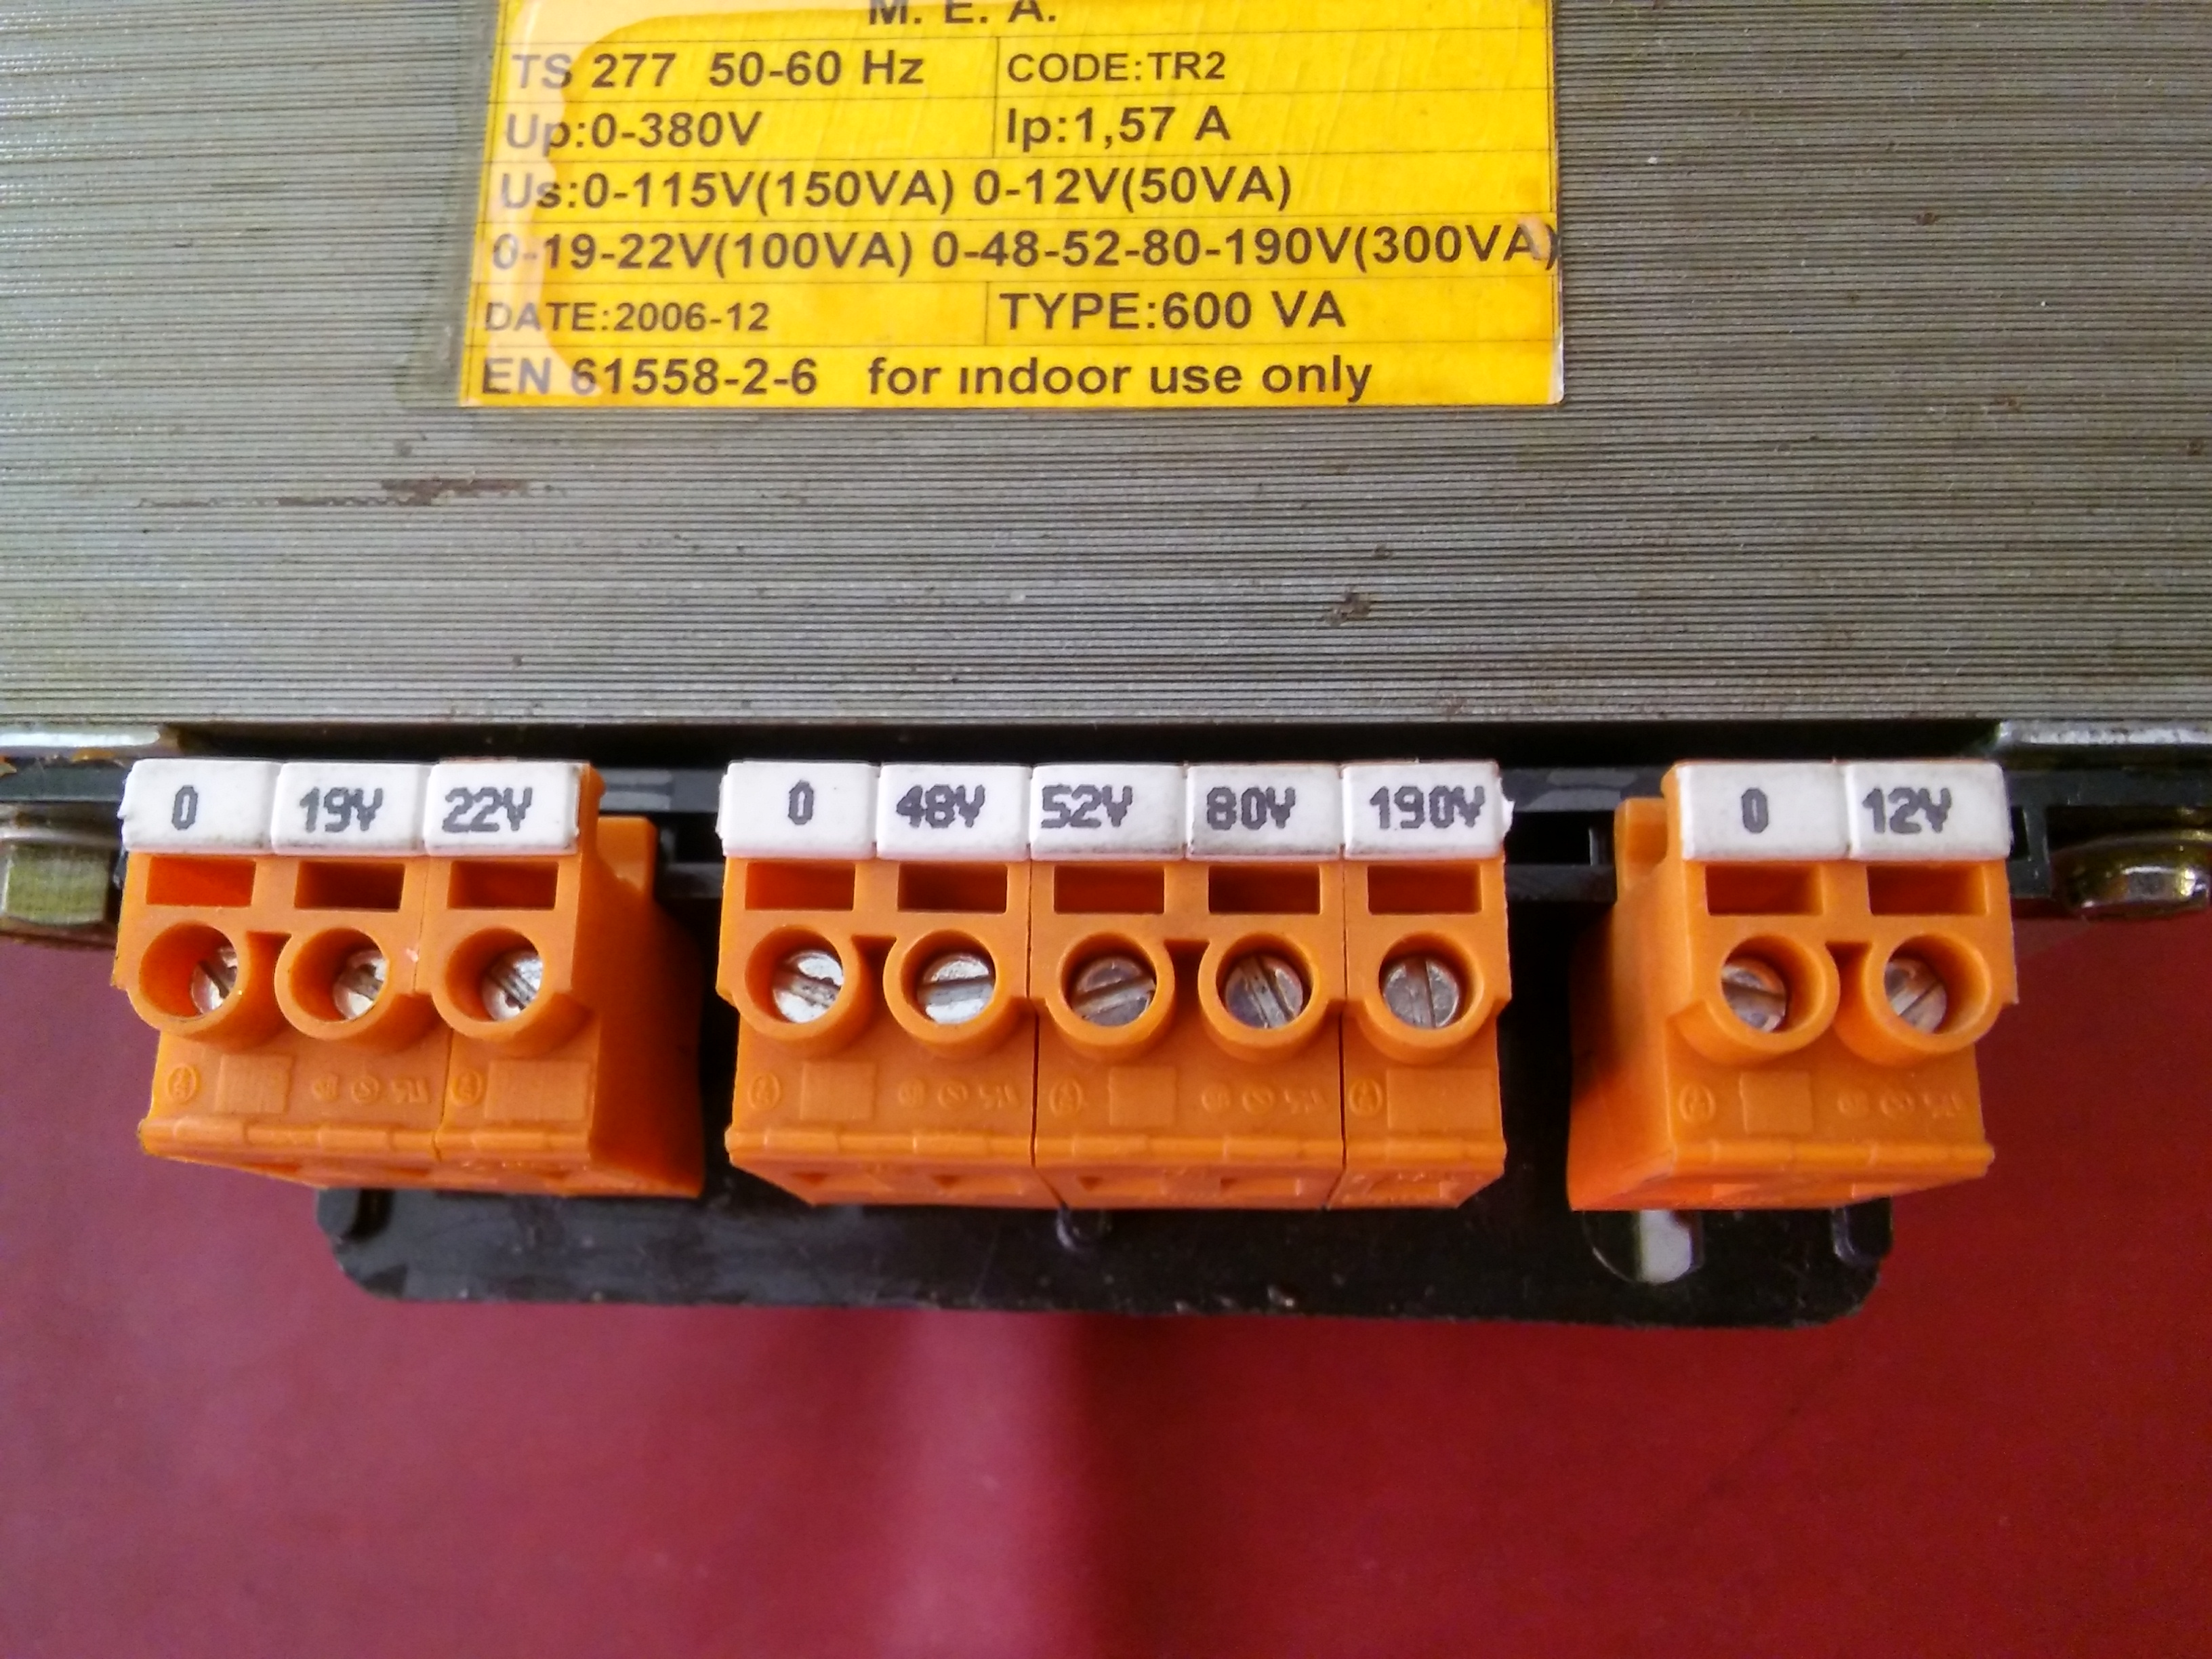 M. E. A.
TS 277 50-60 Hz CODE:TR2
Up:0-380V Ip:1,57 A
Us:0-115V(150VA) 0-12V(50VA)
0-19-22V(100VA) 0-48-52-80-190V(300VA)
DATE:2006-12 TYPE:600 VA
EN 61558-2-6 for indoor use only
0 19V 22V 0 48V 52V 80V 190V 0 12V